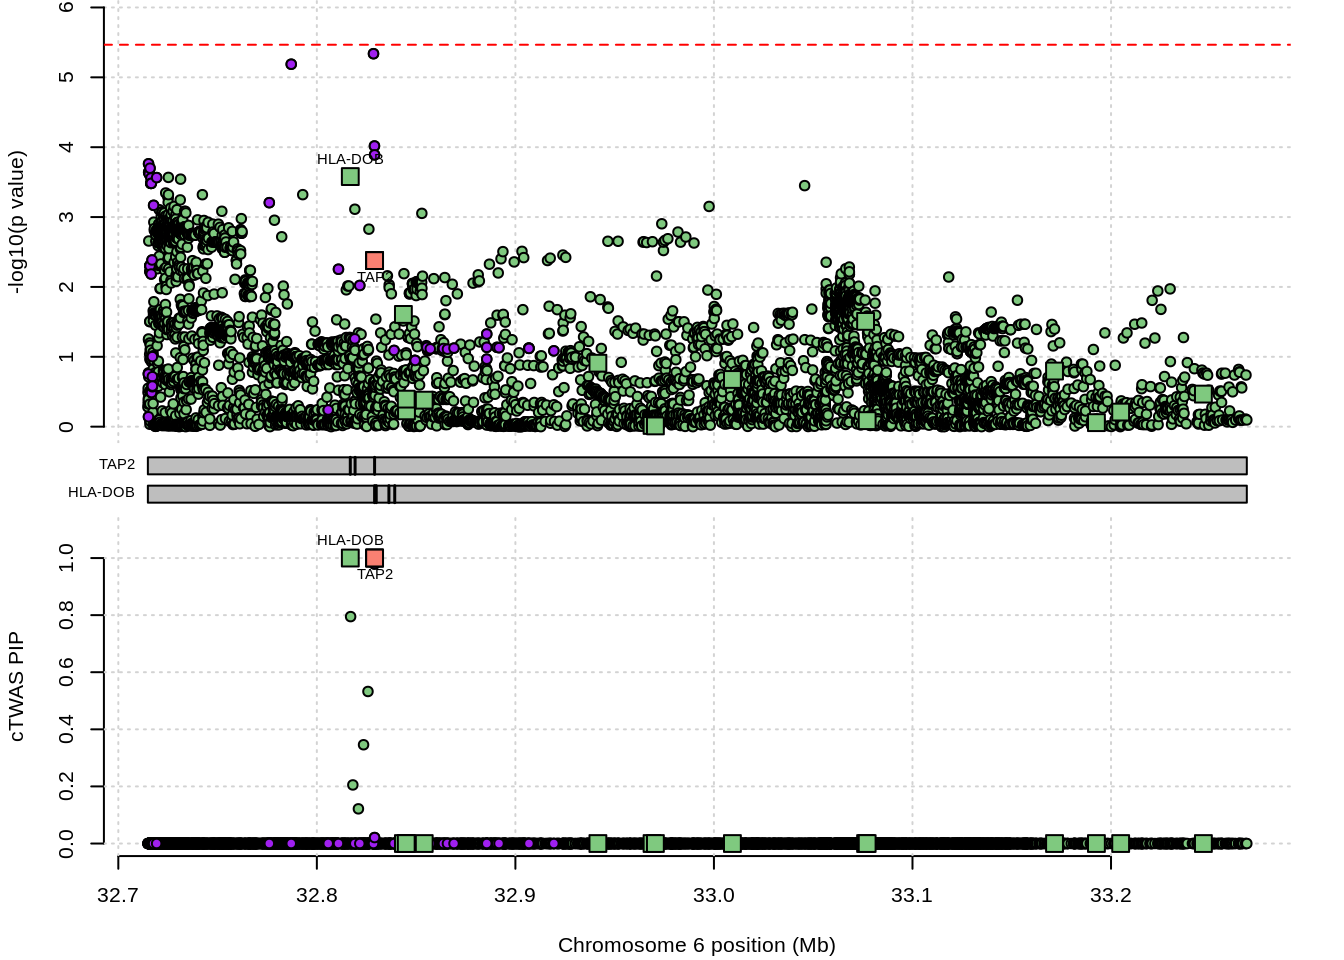 6
5
4
3
2
1
0
-log10(p value)
HLA-DOB
TAP2
TAP2
HLA-DOB
1.0
0.8
0.6
0.4
0.2
0.0
cTWAS PIP
HLA-DOB
TAP2
32.7 32.8 32.9 33.0 33.1 33.2
Chromosome 6 position (Mb)